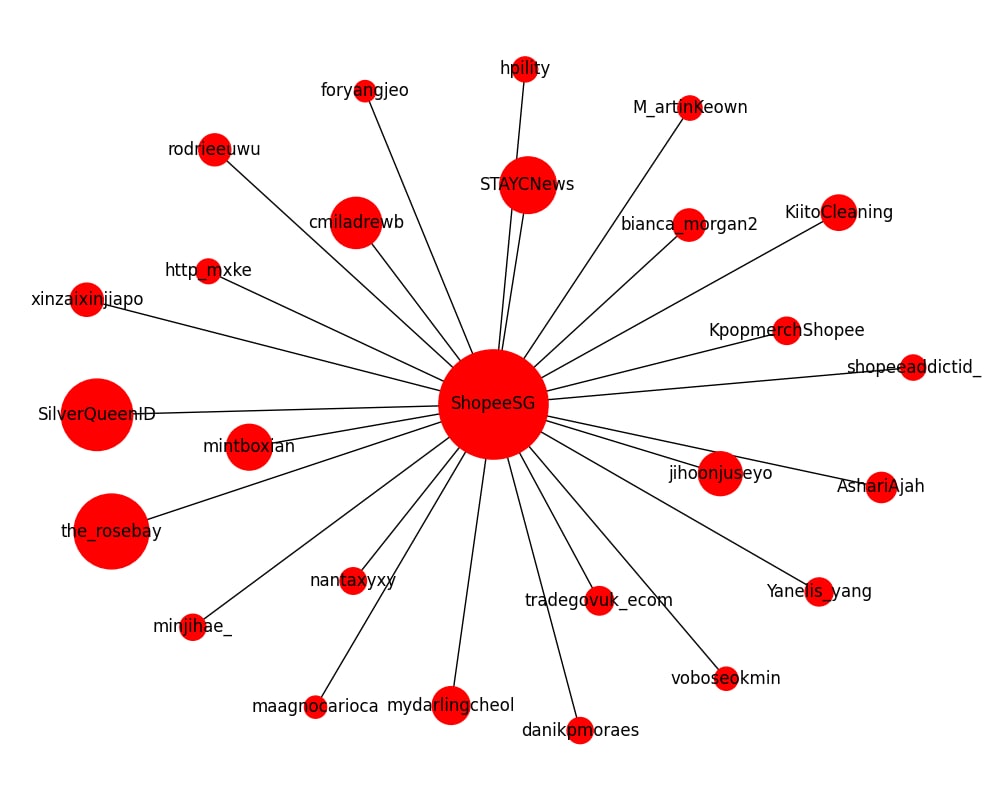 hpility
foryangjeo
M_artinKeown
rodrieeuwu
STAYCNews
KiitoCleaning
cmiladrewb
bianca_morgan2
http_mxke
xinzaixinjiapo
KpopmerchShopee
shopeeaddictid_
ShopeeSG
SilverQueenID
mintboxian
jihoonjuseyo
AshariAjah
the_rosebay
nantaxyxy
Yanelis_yang
tradegovuk_ecom
minjihae_
voboseokmin
maagnocarioca
mydarlingcheol
danikpmoraes